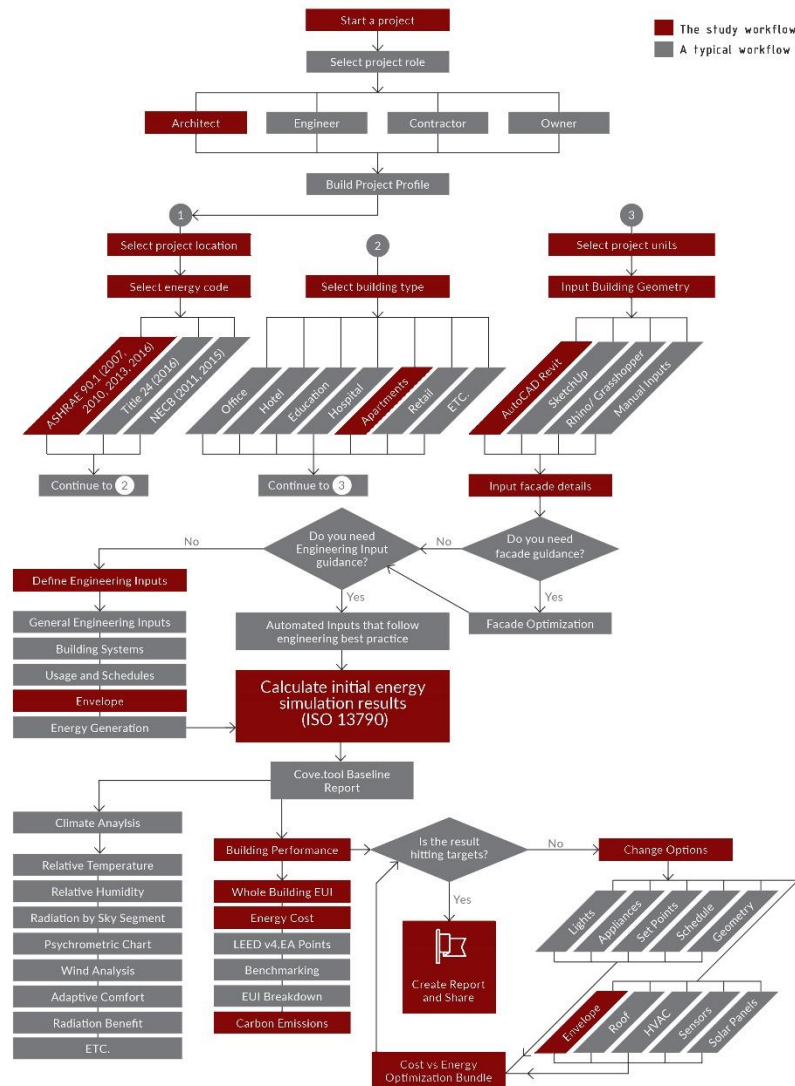 The study workflow
A typical workflow
Start a project
Select project role
Architect
Engineer
Contractor
Owner
Build Project Profile
1
Select project location
Select energy code
ASHRAE 90.1 (2007,
2010, 2013, 2016)
Title 24 (2016)
NECB (2011, 2015)
Continue to 2
2
Select building type
Office
Hotel
Education
Hospital
Apartments
Retail
ETC.
Continue to 3
3
Select project units
Input Building Geometry
AutoCAD Revit
SketchUp
Rhino/ Grasshopper
Manual Inputs
Input facade details
Do you need
facade guidance?
No
Yes
Facade Optimization
Do you need
Engineering Input
guidance?
No
Yes
Define Engineering Inputs
General Engineering Inputs
Building Systems
Usage and Schedules
Envelope
Energy Generation
Automated Inputs that follow
engineering best practice
Calculate initial energy
simulation results
(ISO 13790)
Cove.tool Baseline
Report
Climate Anaylsis
Relative Temperature
Relative Humidity
Radiation by Sky Segment
Psychrometric Chart
Wind Analysis
Adaptive Comfort
Radiation Benefit
ETC.
Building Performance
Whole Building EUI
Energy Cost
LEED v4.EA Points
Benchmarking
EUI Breakdown
Carbon Emissions
Is the result
hitting targets?
No
Yes
Create Report
and Share
Change Options
Lights
Appliances
Set Points
Schedule
Geometry
Envelope
Roof
HVAC
Sensors
Solar Panels
Cost vs Energy
Optimization Bundle